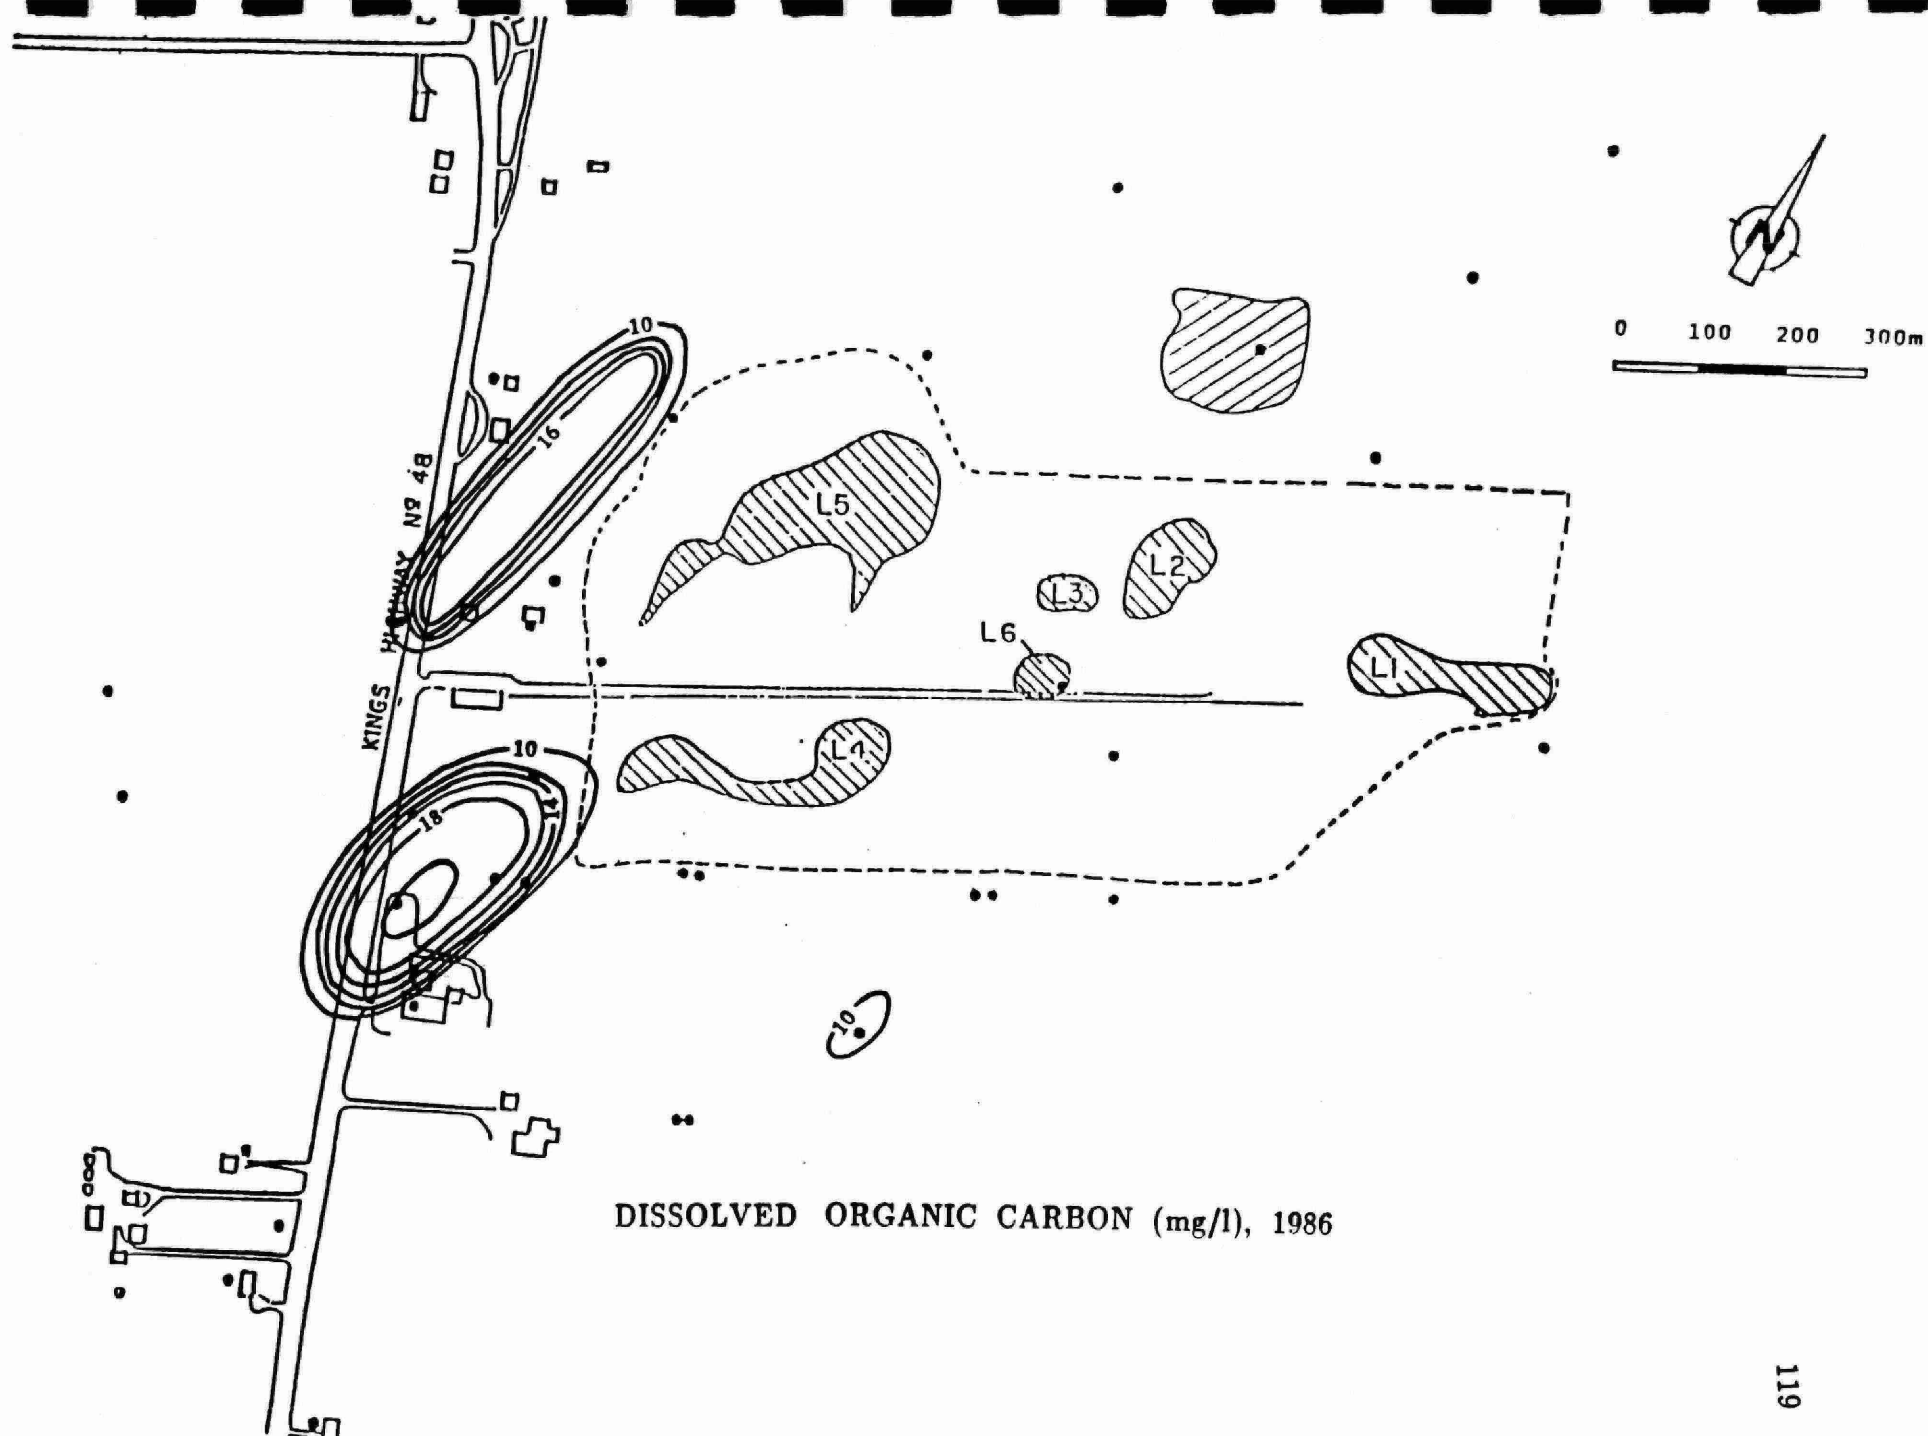 N
0 100 200 300m
10
16
KINGS HIGHWAY Nº 48
L5
L2
L3
L6
L1
10
L4
14
18
10
DISSOLVED ORGANIC CARBON (mg/l), 1986
119